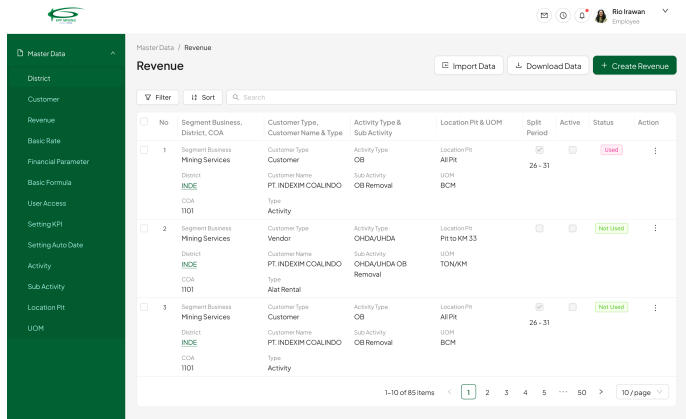 KPP MINING
Rio Irawan
Employee
Master Data
District
Customer
Revenue
Basic Rate
Financial Parameter
Basic Formula
User Access
Setting KPI
Setting Auto Date
Activity
Sub Activity
Location Pit
UOM
Master Data / Revenue
Revenue
Import Data
Download Data
+ Create Revenue
Filter
Sort
Search
No
Segment Business, District, COA
Customer Type, Customer Name & Type
Activity Type & Sub Activity
Location Pit & UOM
Split Period
Active
Status
Action
1
Segment Business
Mining Services
District
INDE
COA
1101
Customer Type
Customer
Customer Name
PT. INDEXIM COALINDO
Type
Activity
Activity Type
OB
Sub Activity
OB Removal
Location Pit
All Pit
UOM
BCM
26 - 31
Used
2
Segment Business
Mining Services
District
INDE
COA
1101
Customer Type
Vendor
Customer Name
PT. INDEXIM COALINDO
Type
Alat Rental
Activity Type
OHDA/UHDA
Sub Activity
OHDA/UHDA OB Removal
Location Pit
Pit to KM 33
UOM
TON/KM
Not Used
3
Segment Business
Mining Services
District
INDE
COA
1101
Customer Type
Customer
Customer Name
PT. INDEXIM COALINDO
Type
Activity
Activity Type
OB
Sub Activity
OB Removal
Location Pit
All Pit
UOM
BCM
26 - 31
Not Used
1-10 of 85 items
< 1 2 3 4 5 ··· 50 >
10 / page